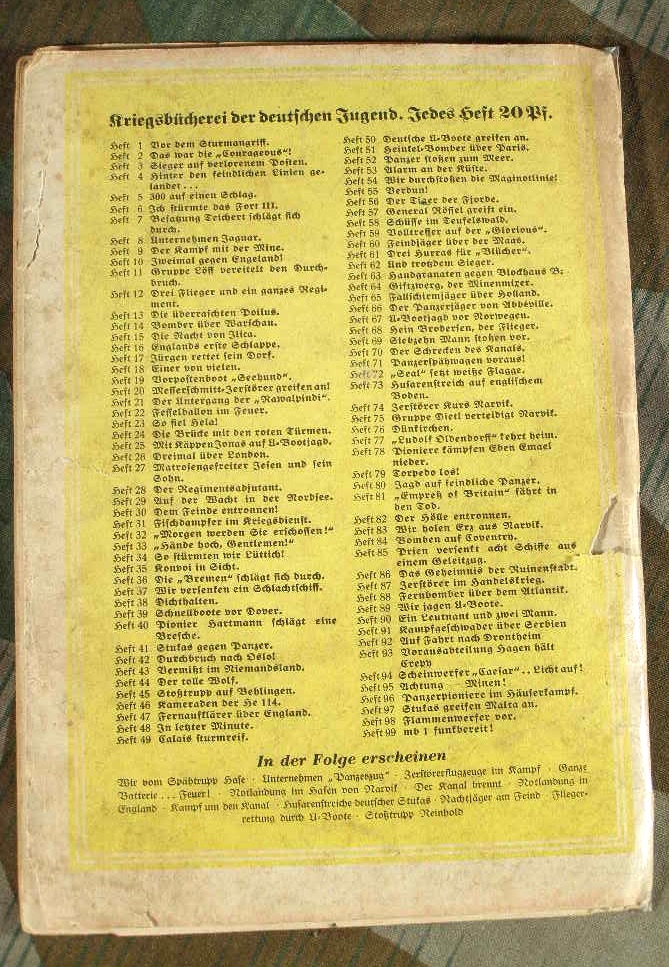 Kriegsbücherei der deutschen Jugend. Jedes Heft 20 Pf.
Heft 1 Vor dem Sturmangriff.
Heft 2 Das war die „Courageous“!
Heft 3 Sieger auf verlorenem Posten.
Heft 4 Hinter den feindlichen Linien ge-
landet...
Heft 5 300 auf einen Schlag.
Heft 6 Ich stürmte das Fort III.
Heft 7 Besatzung Teichert schlägt sich
durch.
Heft 8 Unternehmen Jaguar.
Heft 9 Der Kampf mit der Mine.
Heft 10 Zweimal gegen Engeland!
Heft 11 Gruppe Löff vereitelt den Durch-
bruch.
Heft 12 Drei Flieger und ein ganzes Regi-
ment.
Heft 13 Die überraschten Poilus.
Heft 14 Bomber über Warschau.
Heft 15 Die Nacht von Ilica.
Heft 16 Englands erste Schlappe.
Heft 17 Jürgen rettet sein Dorf.
Heft 18 Einer von vielen.
Heft 19 Vorpostenboot „Seehund“.
Heft 20 Messerschmitt-Zerstörer greifen an!
Heft 21 Der Untergang der „Rawalpindi“.
Heft 22 Fesselballon im Feuer.
Heft 23 So fiel Hela!
Heft 24 Die Brücke mit den roten Türmen.
Heft 25 Mit Käppen Jonas auf U-Bootjagd.
Heft 26 Dreimal über London.
Heft 27 Matrosengefreiter Jesen und sein
Sohn.
Heft 28 Der Regimentsadjutant.
Heft 29 Auf der Wacht in der Nordsee.
Heft 30 Dem Feinde entronnen!
Heft 31 Fischdampfer im Kriegsdienst.
Heft 32 „Morgen werden Sie erschossen!“
Heft 33 „Hände hoch, Gentlemen!“
Heft 34 So stürmten wir Lüttich!
Heft 35 Konvoi in Sicht.
Heft 36 Die „Bremen“ schlägt sich durch.
Heft 37 Wir versenken ein Schlachtschiff.
Heft 38 Dichthalten.
Heft 39 Schnellboote vor Dover.
Heft 40 Pionier Hartmann schlägt eine
Bresche.
Heft 41 Stukas gegen Panzer.
Heft 42 Durchbruch nach Oslo!
Heft 43 Vermißt im Niemandsland.
Heft 44 Der tolle Wolf.
Heft 45 Stoßtrupp auf Behlingen.
Heft 46 Kameraden der He 114.
Heft 47 Fernaufklärer über England.
Heft 48 In letzter Minute.
Heft 49 Calais sturmreif.
Heft 50 Deutsche U-Boote greifen an.
Heft 51 Heinkel-Bomber über Paris.
Heft 52 Panzer stoßen zum Meer.
Heft 53 Alarm an der Küste.
Heft 54 Wir durchstoßen die Maginotlinie!
Heft 55 Verdun!
Heft 56 Der Tiger der Fjorde.
Heft 57 General Rössel greift ein.
Heft 58 Schüsse im Teufelswald.
Heft 59 Volltreffer auf der „Glorious“.
Heft 60 Feindjäger über der Maas.
Heft 61 Drei Hurras für „Blücher“.
Heft 62 Und trotzdem Sieger.
Heft 63 Handgranaten gegen Blockhaus B:
Heft 64 Giftzwerg, der Minenmizer.
Heft 65 Fallschirmjäger über Holland.
Heft 66 Der Panzerjäger von Abbéville.
Heft 67 U-Bootjagd vor Norwegen.
Heft 68 Hein Brodersen, der Flieger.
Heft 69 Siebzehn Mann stoßen vor.
Heft 70 Der Schrecken des Kanals.
Heft 71 Panzerspähwagen voraus!
Heft 72 „Seal“ setzt weiße Flagge.
Heft 73 Husarenstreich auf englischem
Boden.
Heft 74 Zerstörer Kurs Narvik.
Heft 75 Gruppe Dietl verteidigt Narvik.
Heft 76 Dünkirchen.
Heft 77 „Ludolf Oldendorff“ kehrt heim.
Heft 78 Pioniere kämpfen Eben Emael
nieder.
Heft 79 Torpedo los!
Heft 80 Jagd auf feindliche Panzer.
Heft 81 „Empreß of Britain“ fährt in
den Tod.
Heft 82 Der Hölle entronnen.
Heft 83 Wir holen Erz aus Narvik.
Heft 84 Bomben auf Coventry.
Heft 85 Prien versenkt acht Schiffe aus
einem Geleitzug.
Heft 86 Das Geheimnis der Ruinenstadt.
Heft 87 Zerstörer im Handelskrieg.
Heft 88 Fernbomber über dem Atlantik.
Heft 89 Wir jagen U-Boote.
Heft 90 Ein Leutnant und zwei Mann.
Heft 91 Kampfgeschwader über Serbien
Heft 92 Auf Fahrt nach Drontheim
Heft 93 Vorausabteilung Hagen hält
Crepy
Heft 94 Scheinwerfer „Caesar“.. Licht auf!
Heft 95 Achtung — Minen!
Heft 96 Panzerpioniere im Häuserkampf.
Heft 97 Stukas greifen Malta an.
Heft 98 Flammenwerfer vor.
Heft 99 mb 1 funkbereit!
In der Folge erscheinen
Wir vom Spähtrupp Hase · Unternehmen „Panzerzug“ · Zerstörerflugzeuge im Kampf · Ganze
Batterie... Feuer! · Notlandung im Hafen von Narvik · Der Kanal brennt · Notlandung in
England · Kampf um den Kanal · Husarenstreiche deutscher Stukas · Nachtjäger am Feind · Flieger-
rettung durch U-Boote · Stoßtrupp Reinhold